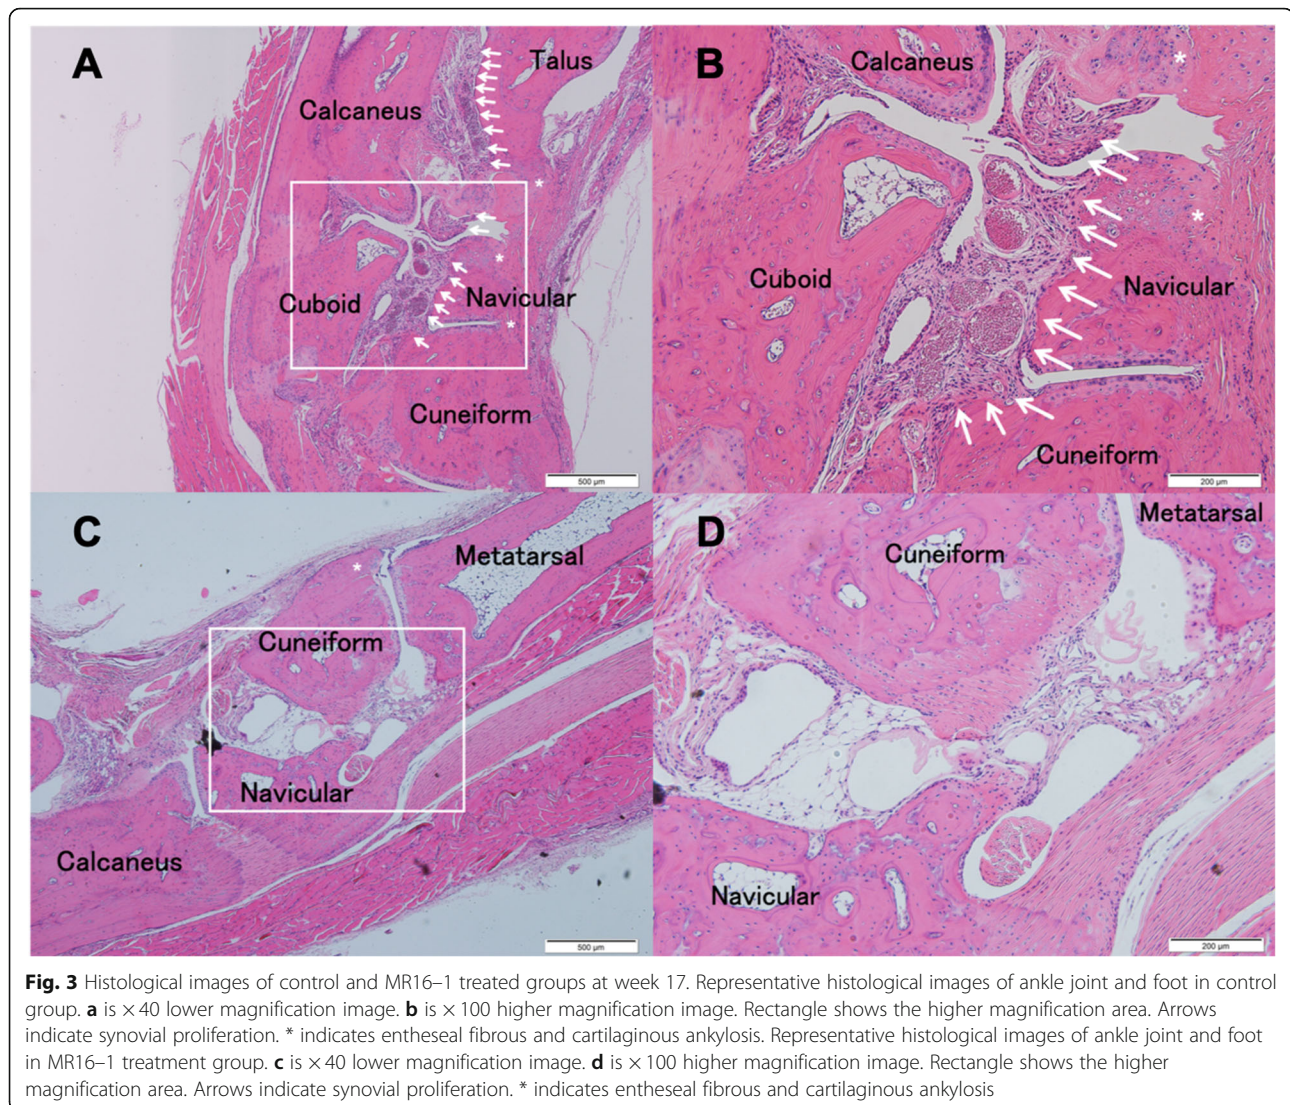 A
Talus
Calcaneus
*
*
Cuboid
Navicular
*
Cuneiform
500 µm
B
Calcaneus
*
*
Cuboid
Navicular
Cuneiform
200 µm
C
*
Metatarsal
Cuneiform
Navicular
Calcaneus
500 µm
D
Metatarsal
Cuneiform
Navicular
200 µm
Fig. 3 Histological images of control and MR16–1 treated groups at week 17. Representative histological images of ankle joint and foot in control
group. a is × 40 lower magnification image. b is × 100 higher magnification image. Rectangle shows the higher magnification area. Arrows
indicate synovial proliferation. * indicates entheseal fibrous and cartilaginous ankylosis. Representative histological images of ankle joint and foot
in MR16–1 treatment group. c is × 40 lower magnification image. d is × 100 higher magnification image. Rectangle shows the higher
magnification area. Arrows indicate synovial proliferation. * indicates entheseal fibrous and cartilaginous ankylosis